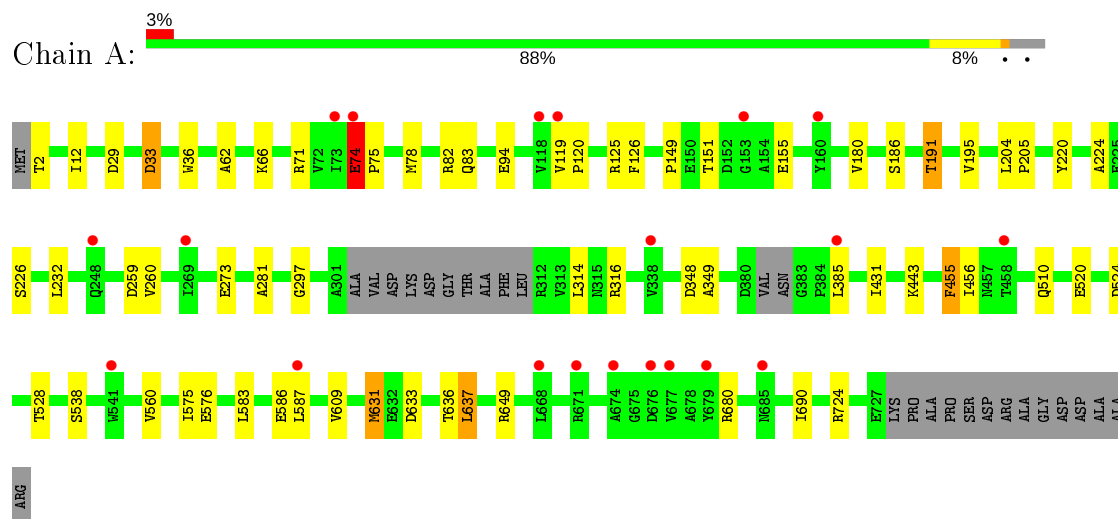 3%
Chain A:
88% 8% • •
MET T2 I12 D29 D33 W36 A62 K66 R71 V72 I73 E74 P75 M78 R82 Q83 E94 V118 V119 P120 R125 F126 P149 E150 T151 D152 G153 A154 E155 Y160 V180 S186 T191 V195 L204 P205 Y220 A224 E225
S226 L232 Q248 D259 V260 I269 E273 A281 G297 A301 ALA VAL ASP LYS ASP GLY THR ALA PHE LEU R312 V313 L314 N315 R316 V338 D348 A349 D380 VAL ASN G383 P384 L385 I431 K443 F455 I456 N457 T458 Q510 E520 D524
T528 S538 W541 V560 I575 E576 L583 E586 L587 V609 M631 E632 D633 T636 L637 R649 L668 R671 A674 G675 D676 V677 A678 Y679 R680 N685 I690 R724 E727 LYS PRO ALA PRO SER ASP ARG ALA GLY ASP ASP ALA ALA
ARG